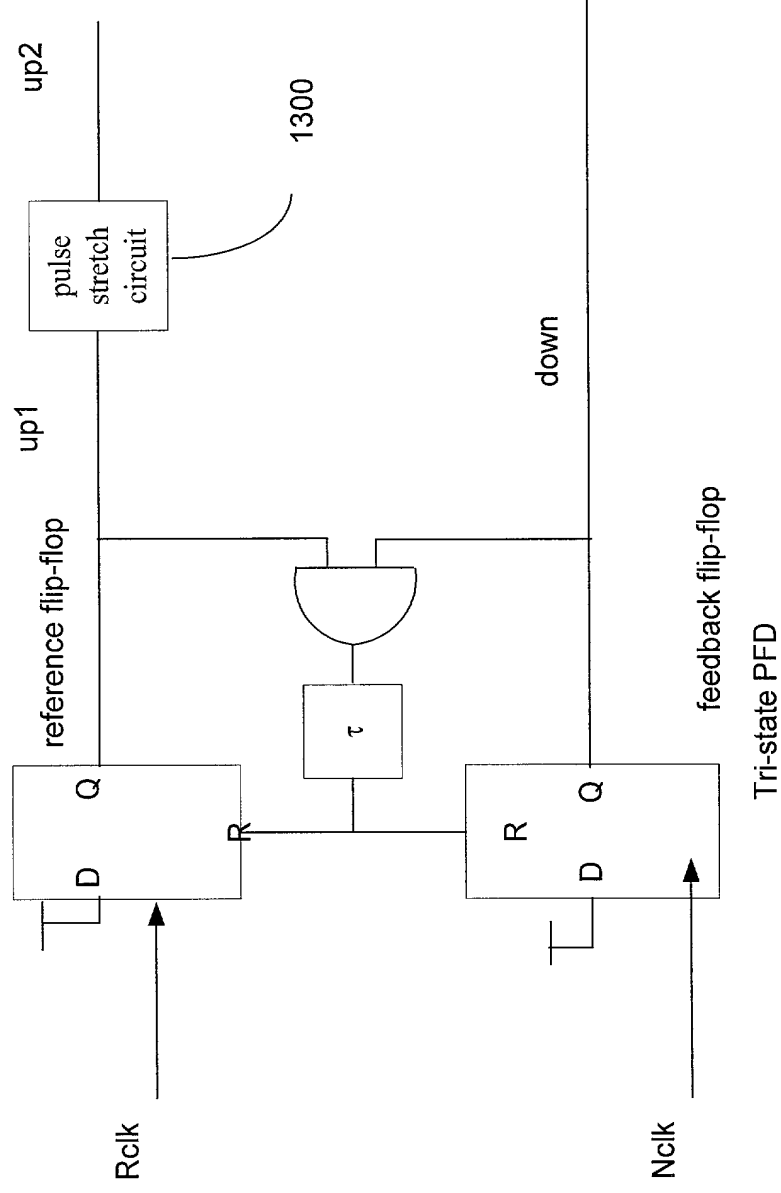 up1
pulse
stretch
circuit
up2
1300
reference flip-flop
D
Q
R
Rclk
τ
down
R
D
Q
Nclk
feedback flip-flop
Tri-state PFD